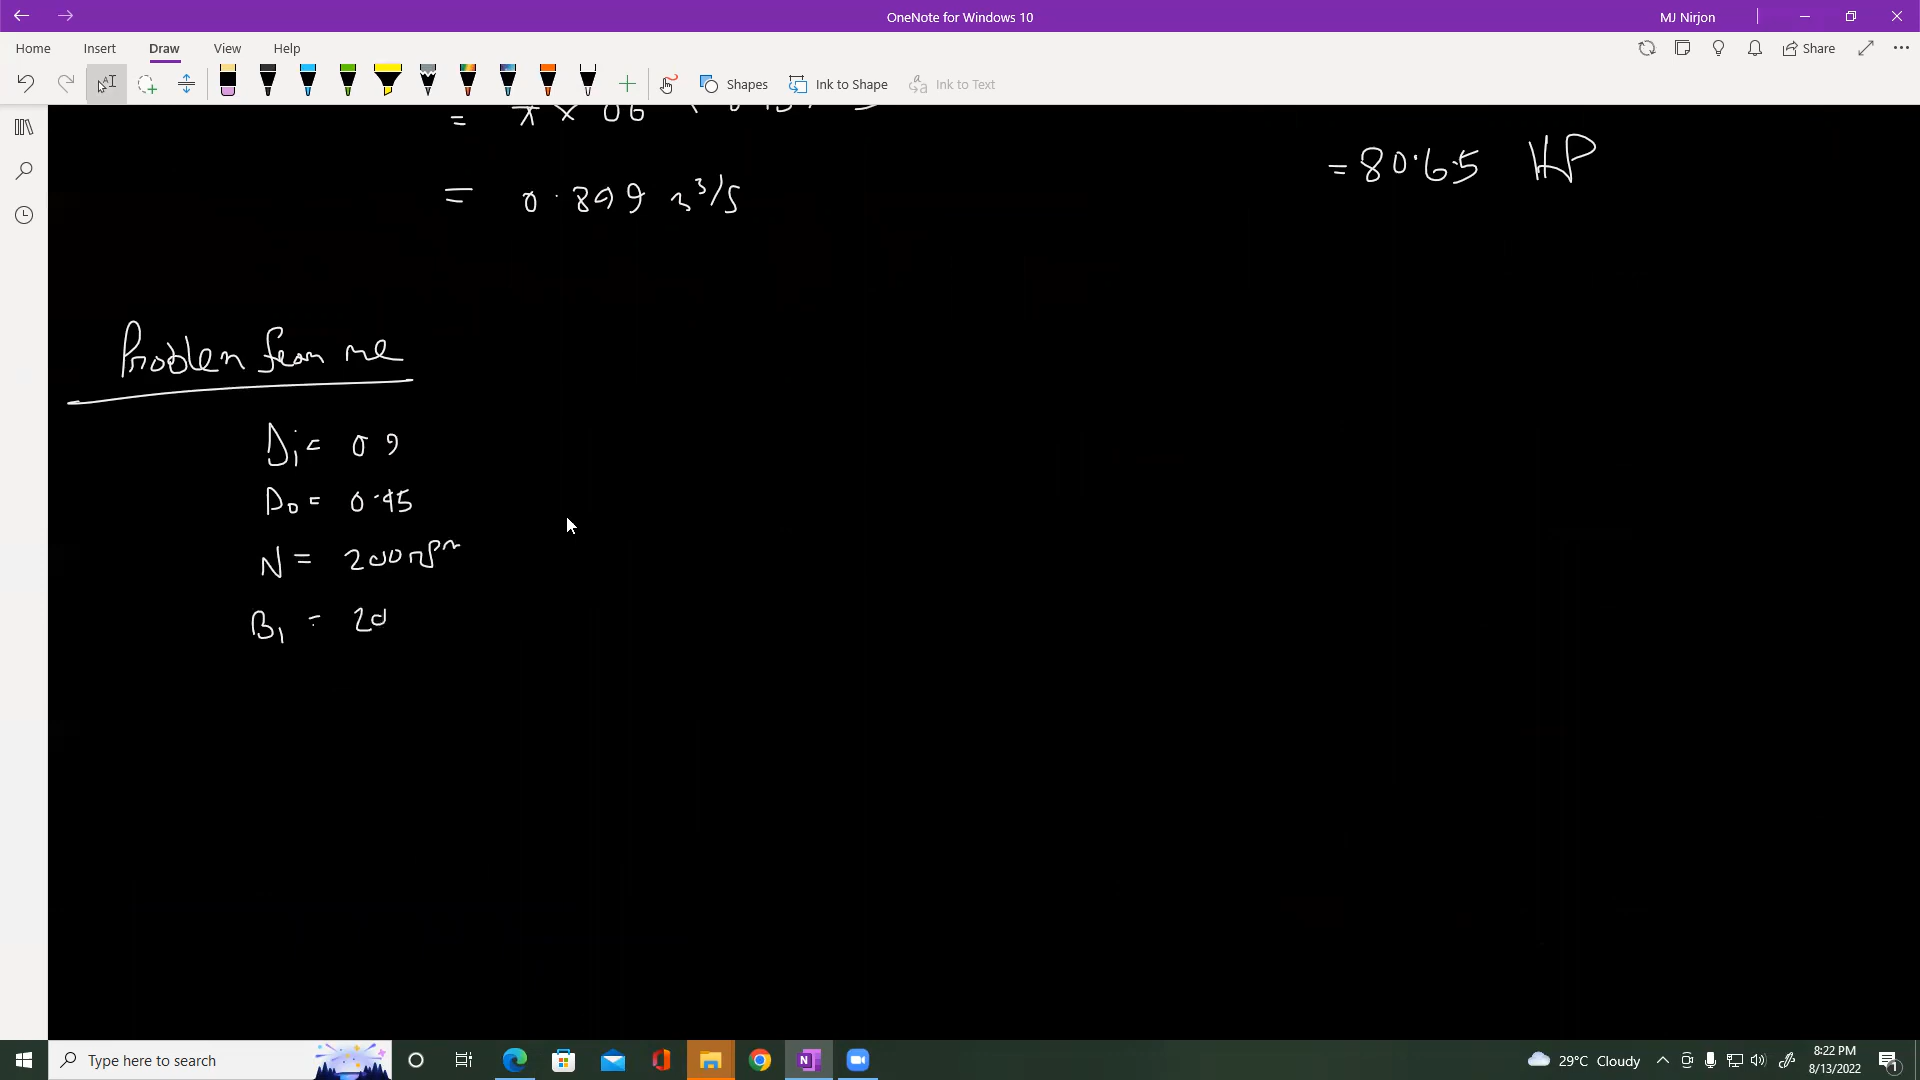 OneNote for Windows 10
MJ Nirjon
Home Insert Draw View Help
Share
Shapes Ink to Shape Ink to Text
= 0.899 m³/s
= 80.65 HP
Problem from me
Di = 0 9
Do = 0.45
N = 200 rpm
B1 = 20
Type here to search
29°C Cloudy
8:22 PM
8/13/2022
1